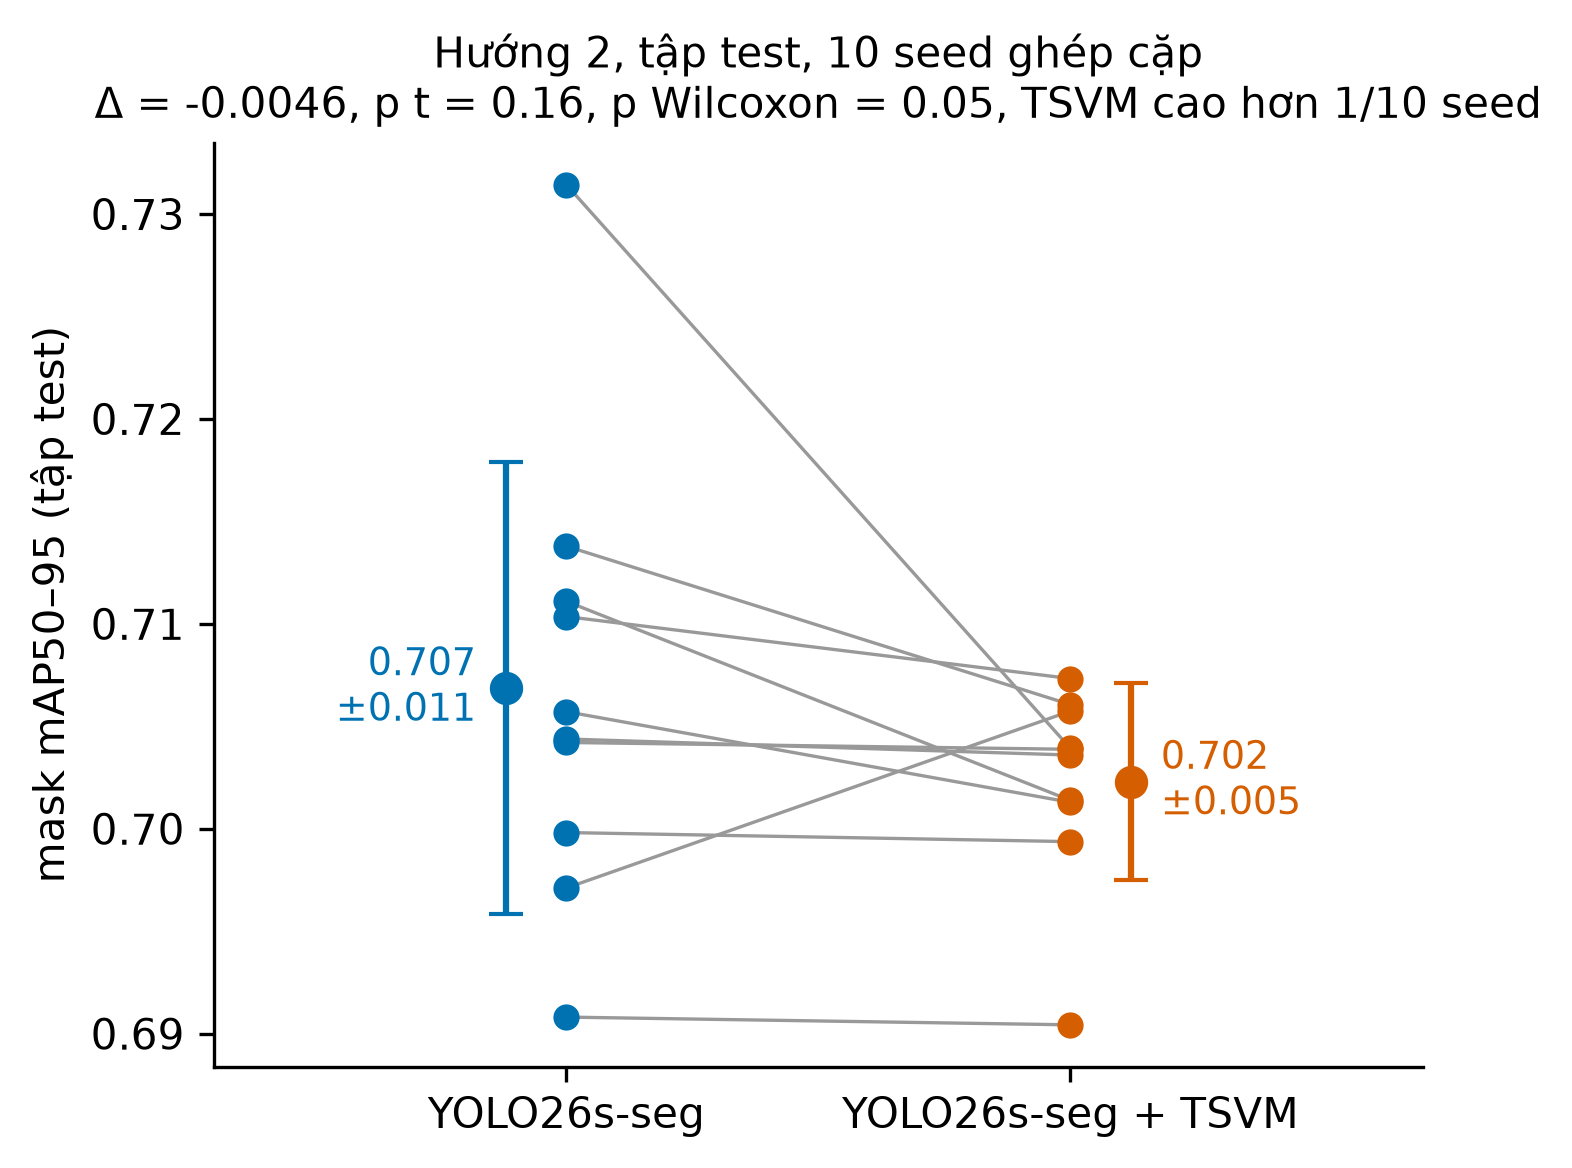 Hướng 2, tập test, 10 seed ghép cặp
Δ = -0.0046, p t = 0.16, p Wilcoxon = 0.05, TSVM cao hơn 1/10 seed
mask mAP50–95 (tập test)
0.73
0.72
0.71
0.70
0.69
0.707
±0.011
0.702
±0.005
YOLO26s-seg
YOLO26s-seg + TSVM